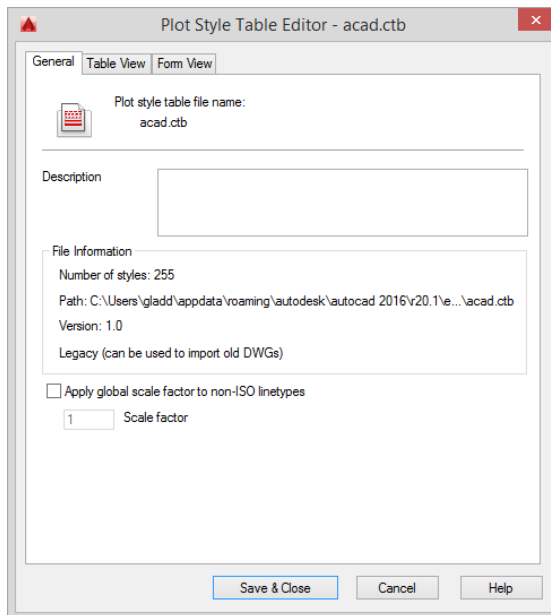 Plot Style Table Editor - acad.ctb
General Table View Form View
Plot style table file name:
acad.ctb
Description
File Information
Number of styles: 255
Path: C:\Users\gladd\appdata\roaming\autodesk\autocad 2016\r20.1\e...\acad.ctb
Version: 1.0
Legacy (can be used to import old DWGs)
Apply global scale factor to non-ISO linetypes
1 Scale factor
Save & Close Cancel Help